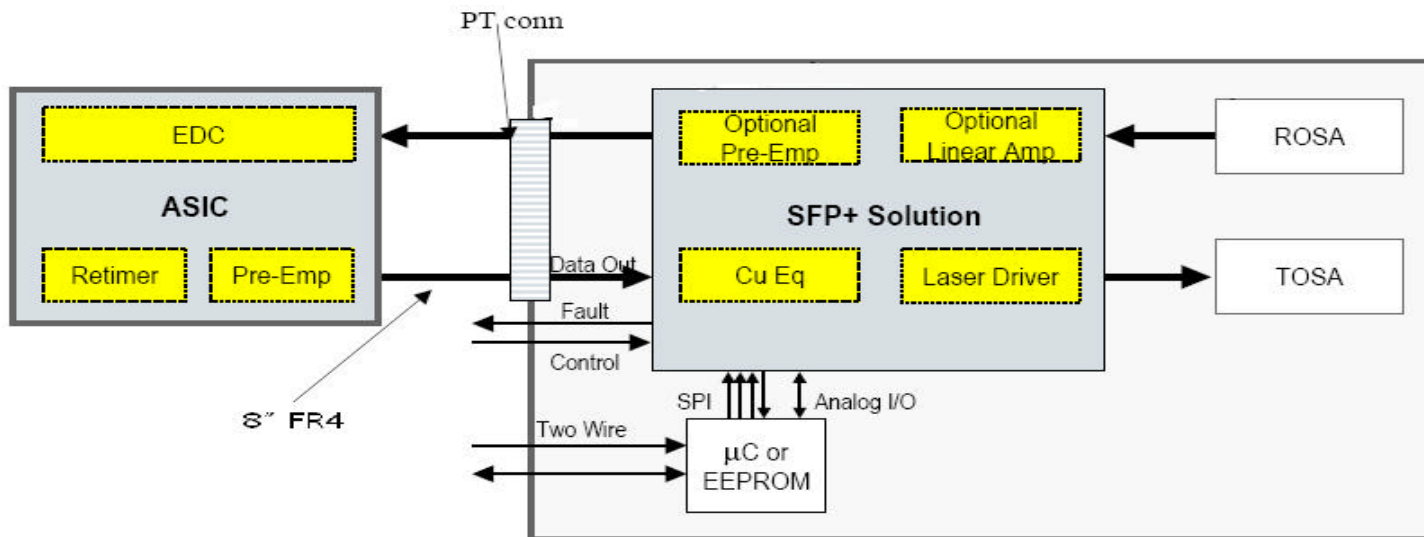 PT conn
EDC
ASIC
Retimer
Pre-Emp
8" FR4
Optional
Pre-Emp
Optional
Linear Amp
SFP+ Solution
Cu Eq
Laser Driver
ROSA
TOSA
Data Out
Fault
Control
SPI
Analog I/O
Two Wire
µC or
EEPROM